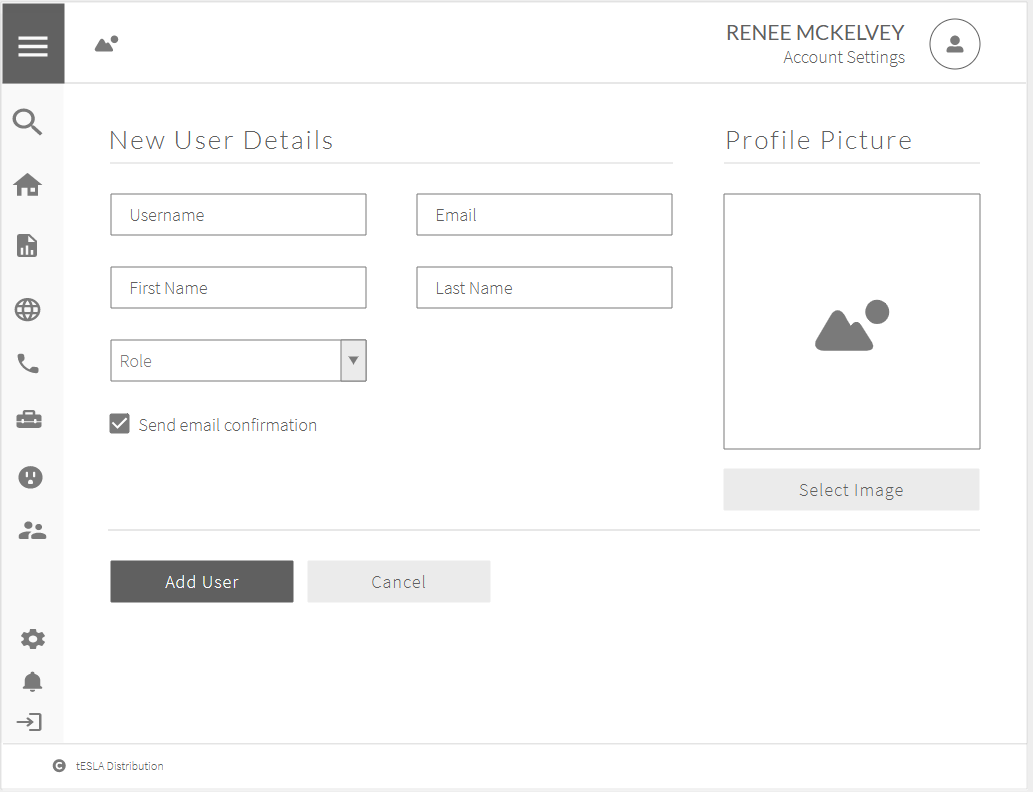 RENEE MCKELVEY
Account Settings
New User Details
Profile Picture
Username
Email
First Name
Last Name
Role
Send email confirmation
Select Image
Add User
Cancel
C tESLA Distribution